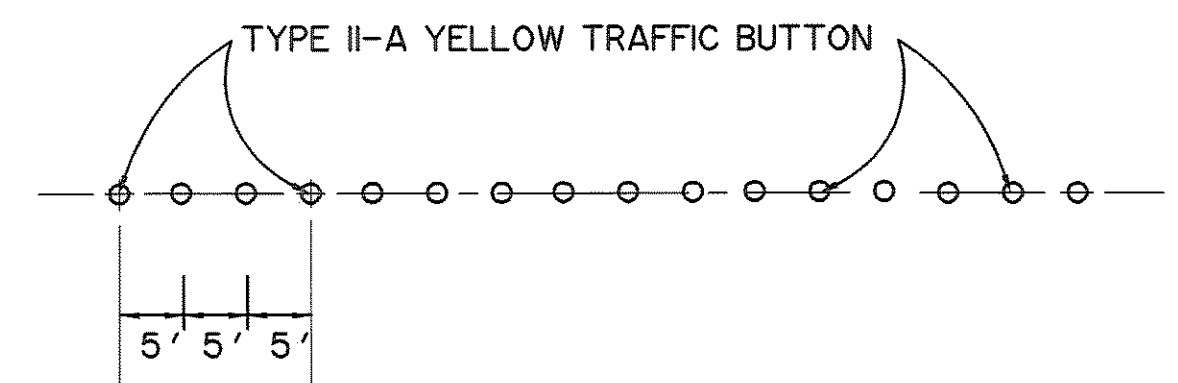 TYPE II-A YELLOW TRAFFIC BUTTON
5' 5' 5'